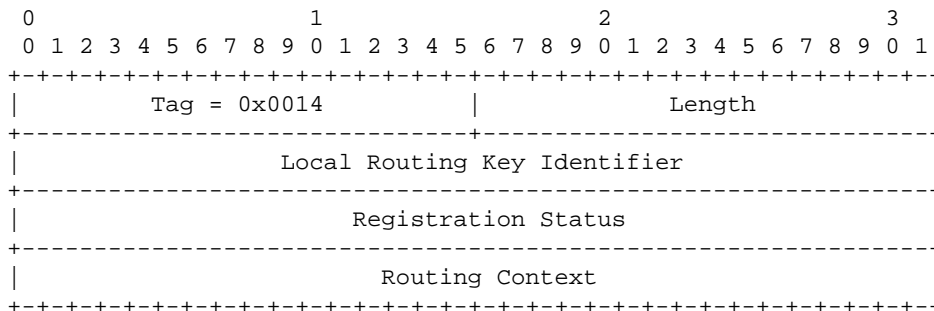 0                   1                   2                   3
0 1 2 3 4 5 6 7 8 9 0 1 2 3 4 5 6 7 8 9 0 1 2 3 4 5 6 7 8 9 0 1
+-+-+-+-+-+-+-+-+-+-+-+-+-+-+-+-+-+-+-+-+-+-+-+-+-+-+-+-+-+-+-+-
| Tag = 0x0014 | Length
+-------------------------------+--------------------------------
| Local Routing Key Identifier
+----------------------------------------------------------------
| Registration Status
+----------------------------------------------------------------
| Routing Context
+-+-+-+-+-+-+-+-+-+-+-+-+-+-+-+-+-+-+-+-+-+-+-+-+-+-+-+-+-+-+-+-